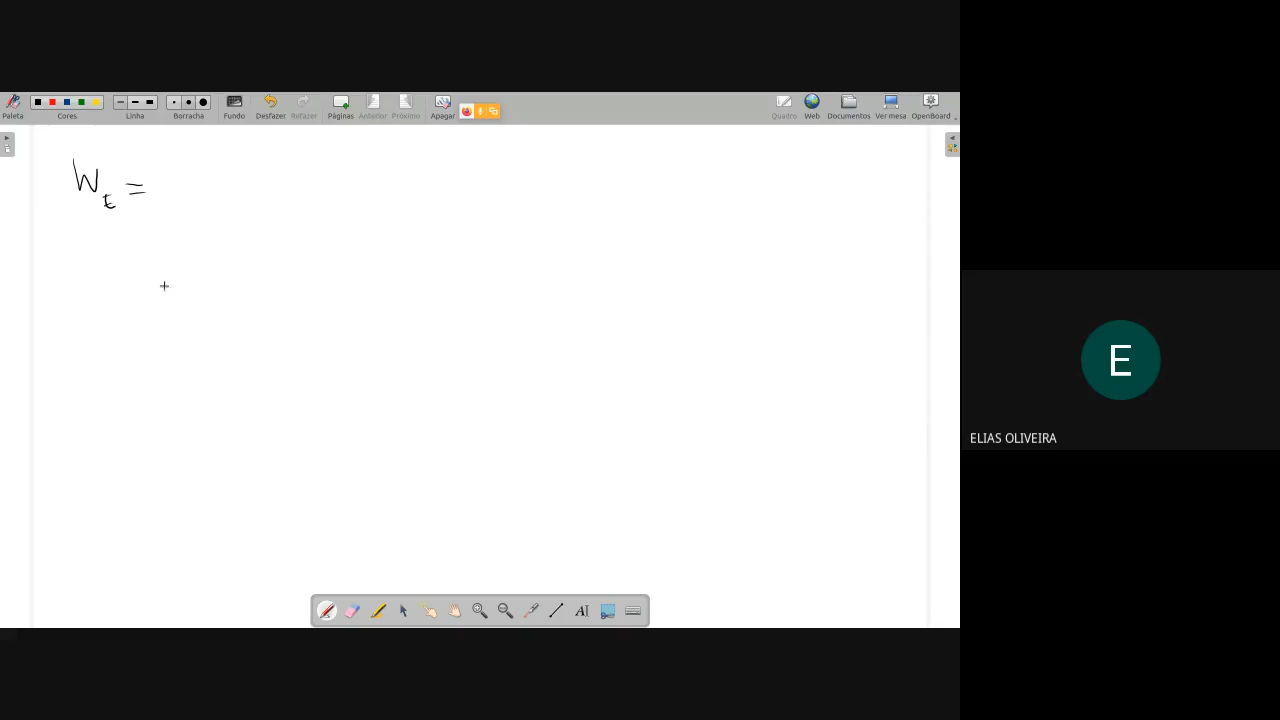 Paleta Cores Linha Borracha Fundo Desfazer Refazer Páginas Anterior Próximo Apagar Quadro Web Documentos Ver mesa OpenBoard
W_t =
E
ELIAS OLIVEIRA
AI